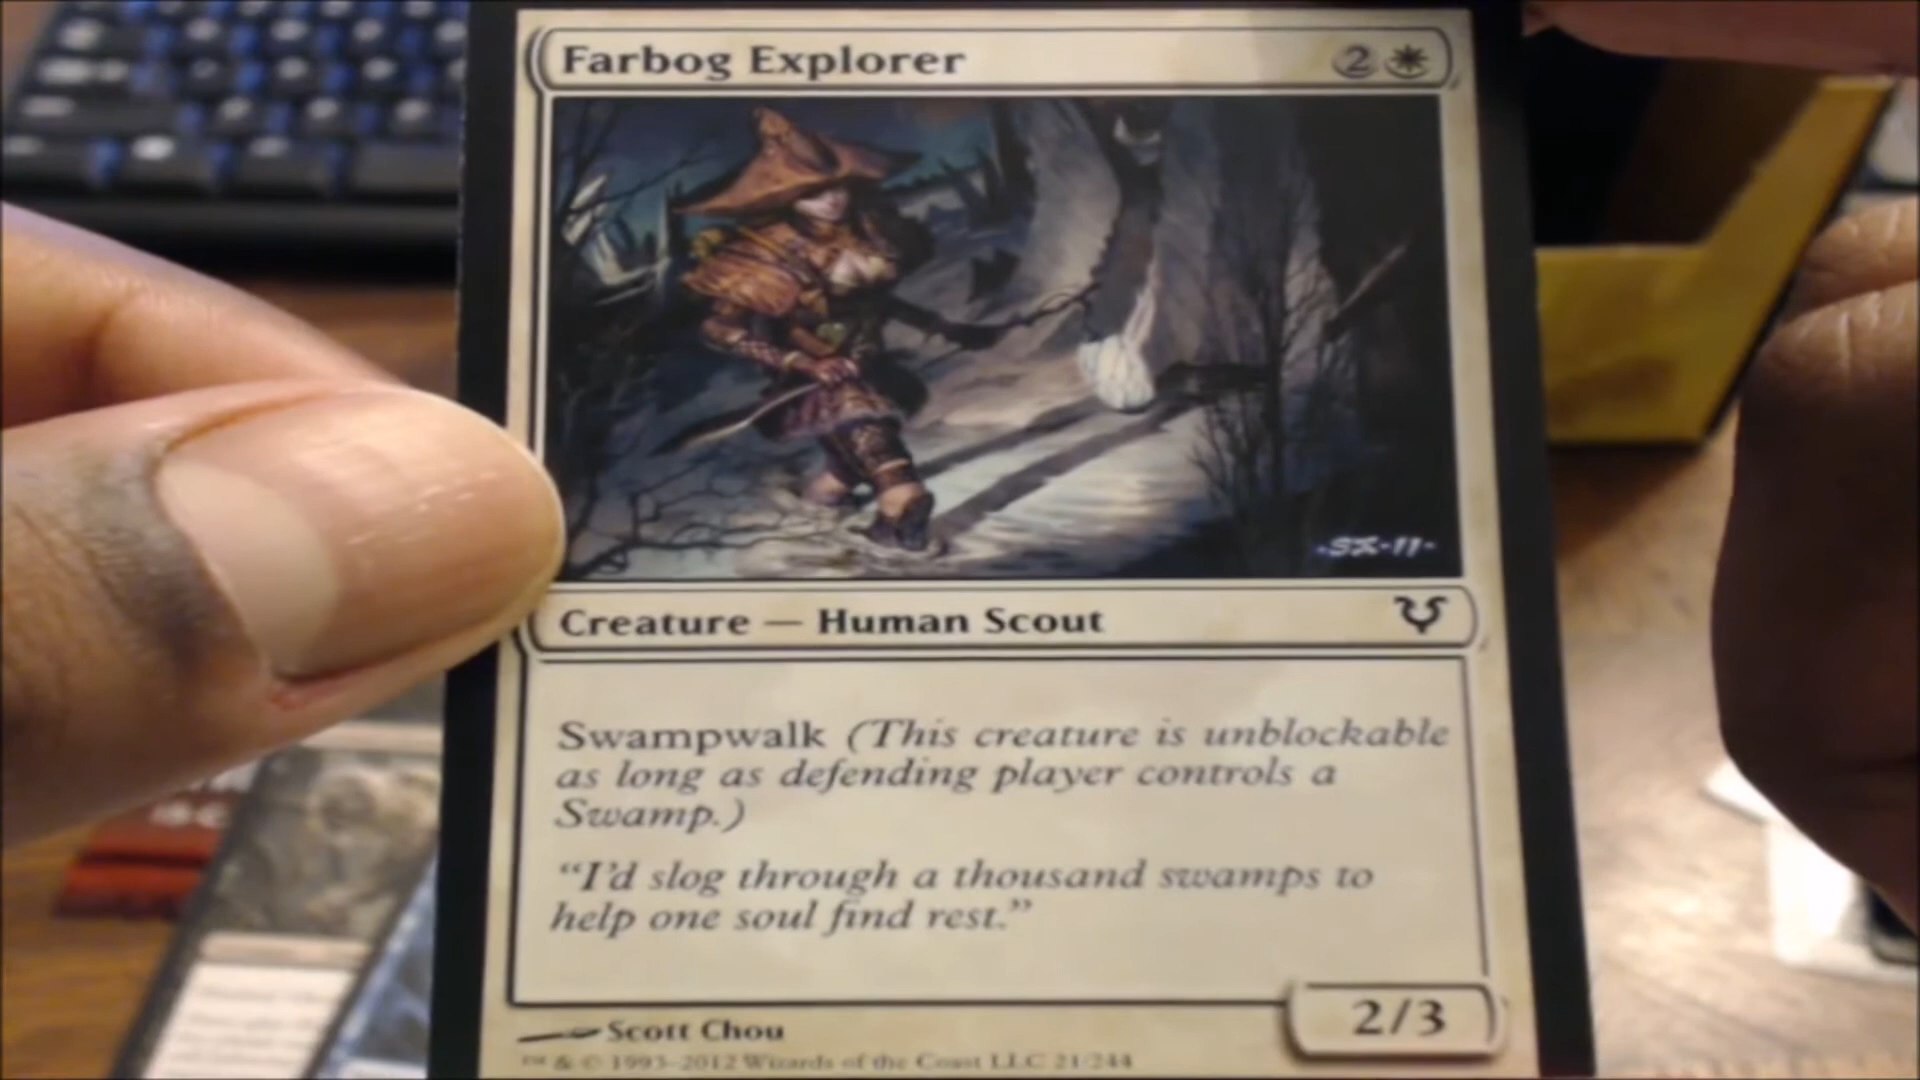 Farbog Explorer 2
-SZ-11-
Creature — Human Scout
Swampwalk (This creature is unblockable
as long as defending player controls a
Swamp.)
“I'd slog through a thousand swamps to
help one soul find rest.”
2/3
Scott Chou
™ & © 1993-2012 Wizards of the Coast LLC 21/244